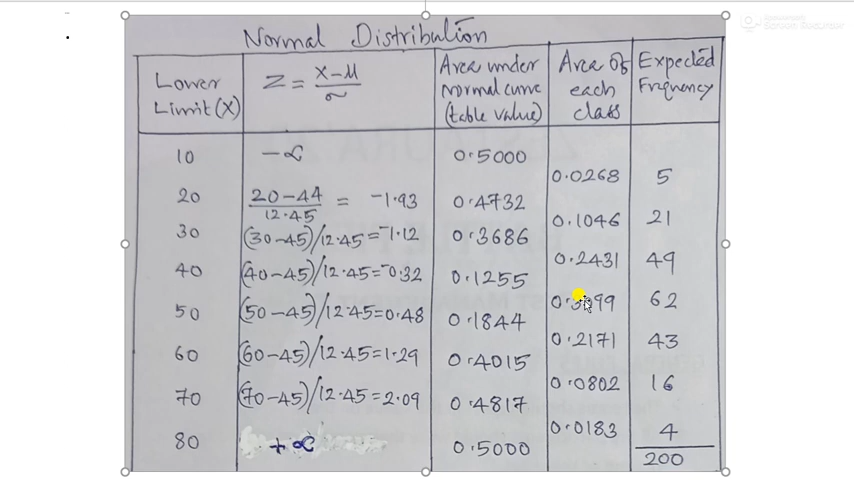 Normal Distribution
Lower Limit (X) Z = X-μ/σ Area under normal curve (table value) Area of each class Expected Frequency
10 -∝ 0.5000
0.0268 5
20 20-44/12.45 = -1.93 0.4732
0.1046 21
30 (30-45)/12.45 = -1.12 0.3686
0.2431 49
40 (40-45)/12.45 = -0.32 0.1255
0.3099 62
50 (50-45)/12.45 = 0.48 0.1844
0.2171 43
60 (60-45)/12.45 = 1.29 0.4015
0.0802 16
70 (70-45)/12.45 = 2.09 0.4817
0.0183 4
80 +∝ 0.5000
200
Screen Recorder